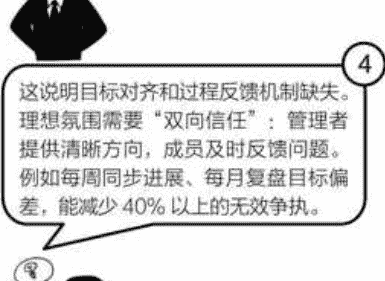 4
这说明目标对齐和过程反馈机制缺失。
理想氛围需要“双向信任”：管理者
提供清晰方向，成员及时反馈问题。
例如每周同步进展、每月复盘目标偏
差，能减少 40% 以上的无效争执。